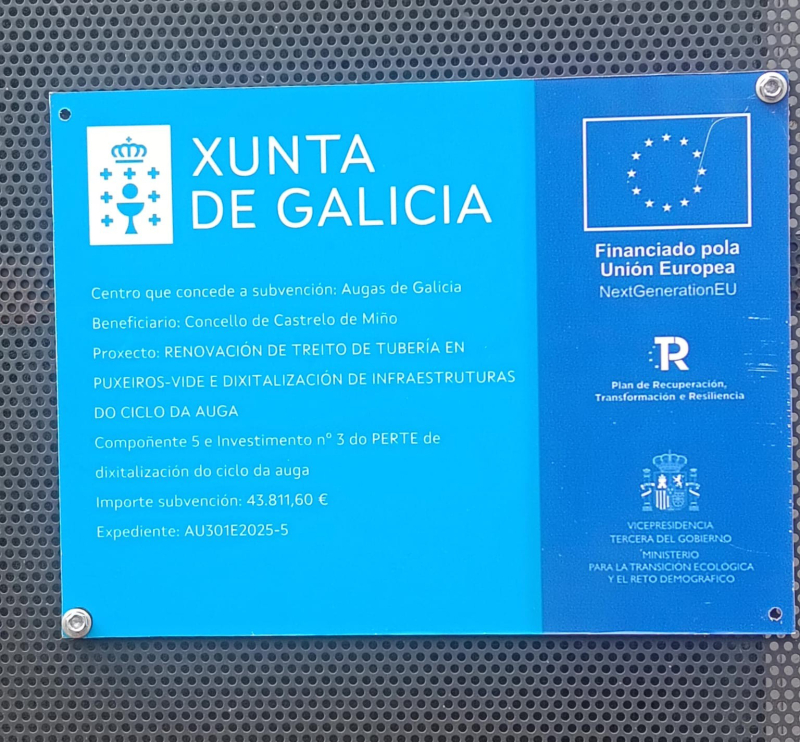 XUNTA
DE GALICIA
Centro que concede a subvención: Augas de Galicia
Beneficiario: Concello de Castrelo de Miño
Proxecto: RENOVACIÓN DE TREITO DE TUBERÍA EN
PUXEIROS-VIDE E DIXITALIZACIÓN DE INFRAESTRUTURAS
DO CICLO DA AUGA
Compoñente 5 e Investimento nº 3 do PERTE de
dixitalización do ciclo da auga
Importe subvención: 43.811,60 €
Expediente: AU301E2025-5
Financiado pola
Unión Europea
NextGenerationEU
TR
Plan de Recuperación,
Transformación e Resiliencia
VICEPRESIDENCIA
TERCERA DEL GOBIERNO
MINISTERIO
PARA LA TRANSICIÓN ECOLÓGICA
Y EL RETO DEMOGRÁFICO